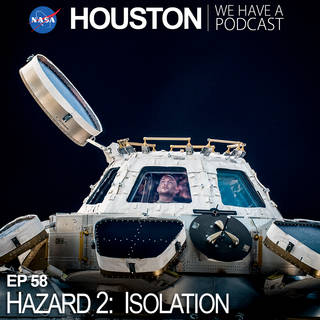 NASA
HOUSTON
WE HAVE A
PODCAST
EP 58
HAZARD 2: ISOLATION